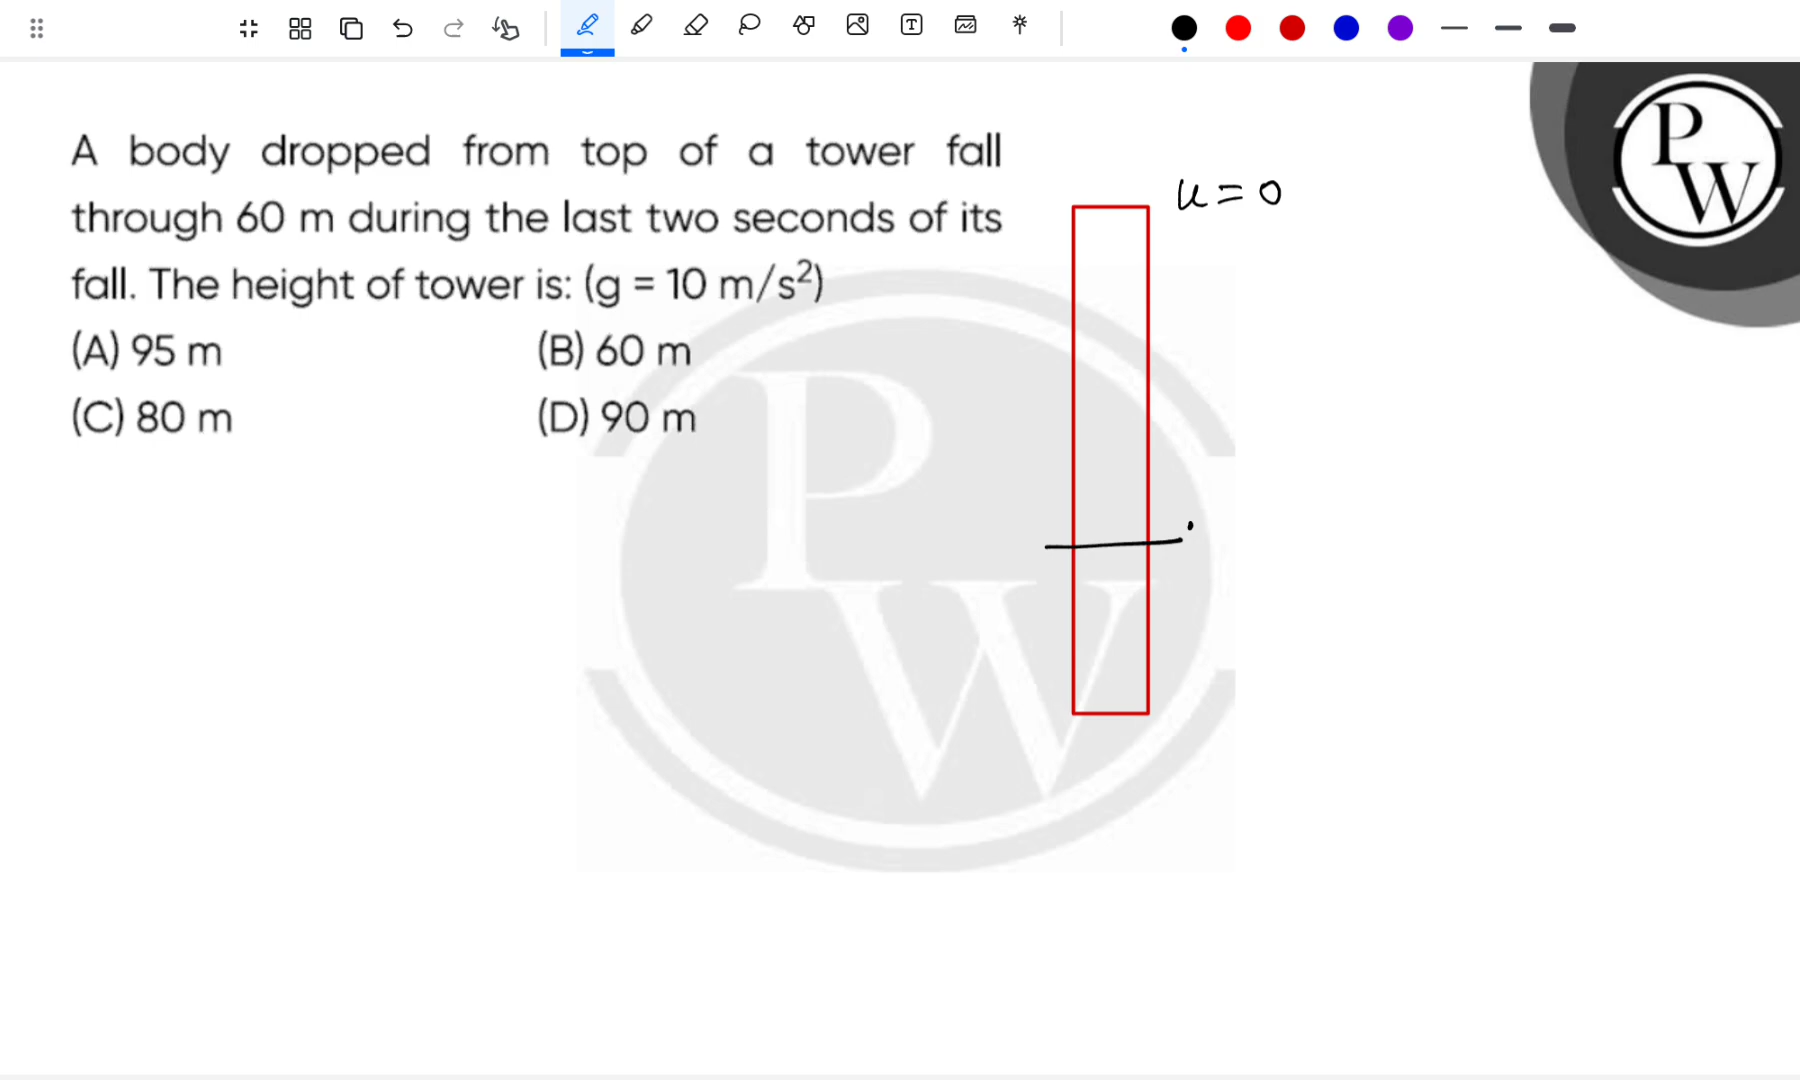 A body dropped from top of a tower fall
through 60 m during the last two seconds of its
fall. The height of tower is: (g = 10 m/s²)
(A) 95 m (B) 60 m
(C) 80 m (D) 90 m
u = 0
P
W
P
W
T